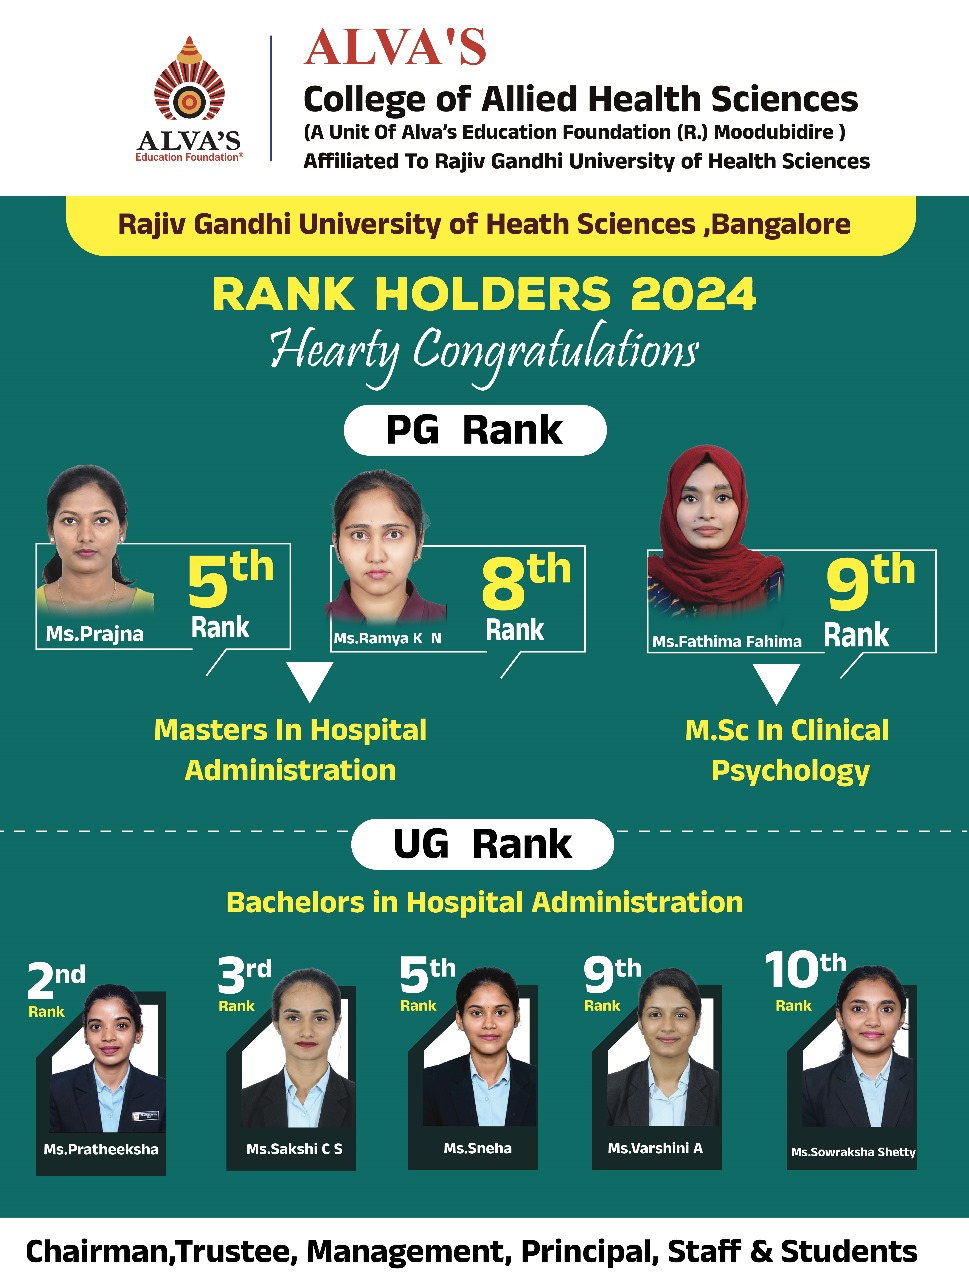 ALVA'S
Education Foundation®
ALVA'S
College of Allied Health Sciences
(A Unit Of Alva's Education Foundation (R.) Moodubidire )
Affiliated To Rajiv Gandhi University of Health Sciences
Rajiv Gandhi University of Heath Sciences ,Bangalore
RANK HOLDERS 2024
Hearty Congratulations
PG Rank
5th
Rank
Ms.Prajna
8th
Rank
Ms.Ramya K N
9th
Rank
Ms.Fathima Fahima
Masters In Hospital
Administration
M.Sc In Clinical
Psychology
UG Rank
Bachelors in Hospital Administration
2nd
Rank
Ms.Pratheeksha
3rd
Rank
Ms.Sakshi C S
5th
Rank
Ms.Sneha
9th
Rank
Ms.Varshini A
10th
Rank
Ms.Sowraksha Shetty
Chairman,Trustee, Management, Principal, Staff & Students